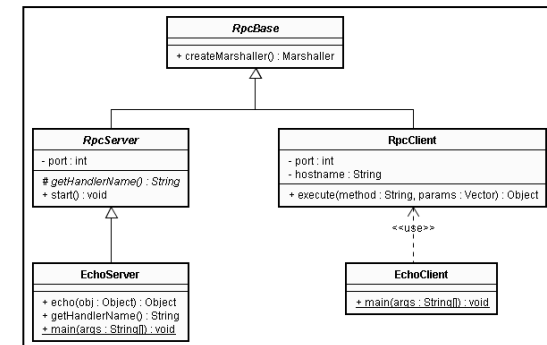 RpcBase
+ createMarshaller() : Marshaller
RpcServer
- port : int
# getHandlerName() : String
+ start() : void
RpcClient
- port : int
- hostname : String
+ execute(method : String, params : Vector) : Object
<<use>>
EchoServer
+ echo(obj : Object) : Object
+ getHandlerName() : String
+ main(args : String[]) : void
EchoClient
+ main(args : String[]) : void